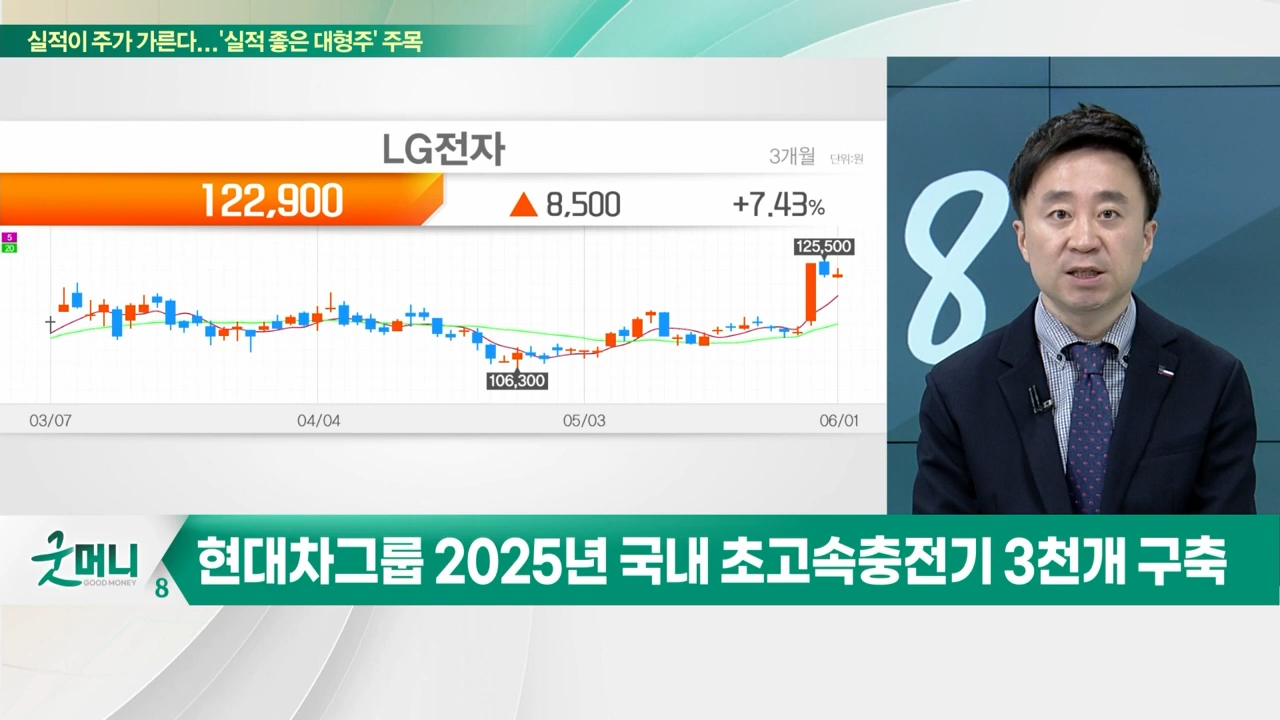 실적이 주가 가른다...'실적 좋은 대형주' 주목
LG전자
3개월 단위:원
122,900 ▲ 8,500 +7.43%
5
20
125,500
106,300
03/07 04/04 05/03 06/01
8
굿머니
GOOD MONEY
8
현대차그룹 2025년 국내 초고속충전기 3천개 구축